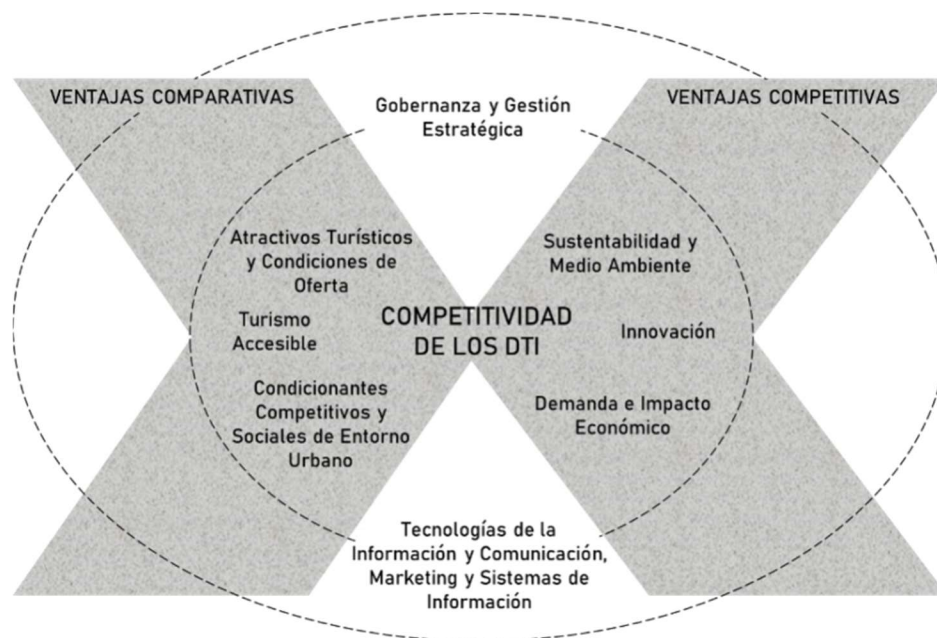 VENTAJAS COMPARATIVAS
VENTAJAS COMPETITIVAS
Gobernanza y Gestión
Estratégica
Atractivos Turísticos
y Condiciones de
Oferta
Turismo
Accesible
Condicionantes
Competitivos y
Sociales de Entorno
Urbano
COMPETITIVIDAD
DE LOS DTI
Sustentabilidad y
Medio Ambiente
Innovación
Demanda e Impacto
Económico
Tecnologías de la
Información y Comunicación,
Marketing y Sistemas de
Información